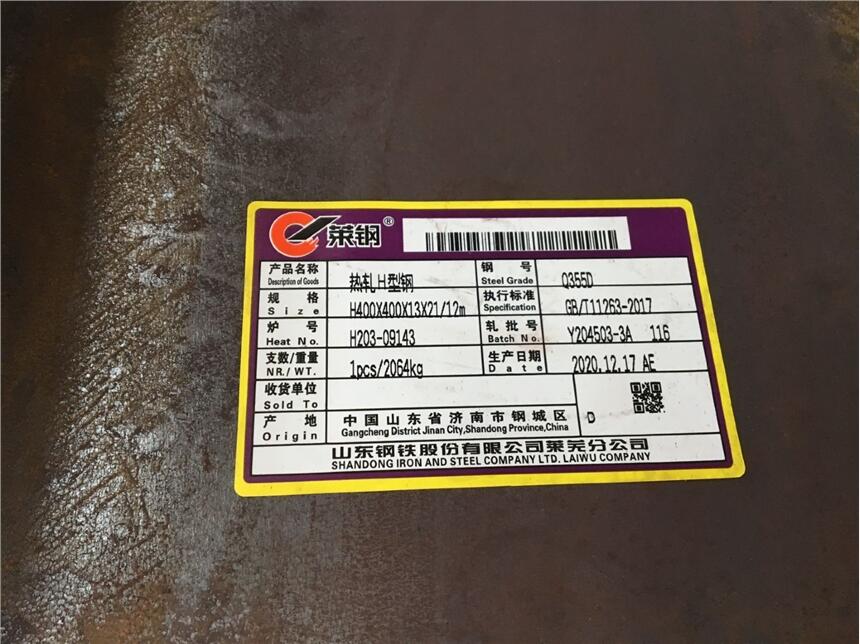 莱钢®
产品名称 热轧H型钢 钢 号 Q355D
Description of Goods Steel Grade
规 格 H400X400X13X21/12m 执行标准 GB/T11263-2017
Size Specification
炉 号 H203-09143 轧批号 Y204503-3A 116
Heat No. Batch No.
支数/重量 1pcs/2064kg 生产日期 2020.12.17 AE
NR./ WT. Date
收货单位
Sold To
产 地 中国山东省济南市钢城区 D
Origin Gangcheng District Jinan City,Shandong Province,China
山东钢铁股份有限公司莱芜分公司
SHANDONG IRON AND STEEL COMPANY LTD. LAIWU COMPANY